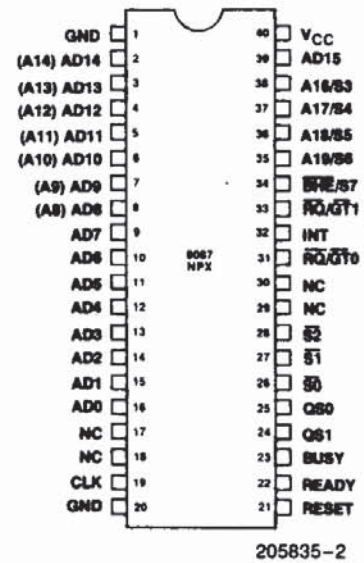 GND 1 40 VCC
(A14) AD14 2 39 AD15
(A13) AD13 3 38 A16/S3
(A12) AD12 4 37 A17/S4
(A11) AD11 5 36 A18/S5
(A10) AD10 6 35 A19/S6
(A9) AD9 7 34 BHE/S7
(A8) AD8 8 33 RQ/GT1
AD7 9 32 INT
AD6 10 31 RQ/GT0
AD5 11 30 NC
AD4 12 29 NC
AD3 13 28 S2
AD2 14 27 S1
AD1 15 26 S0
AD0 16 25 QS0
NC 17 24 QS1
NC 18 23 BUSY
CLK 19 22 READY
GND 20 21 RESET
8087
NPX
205835-2